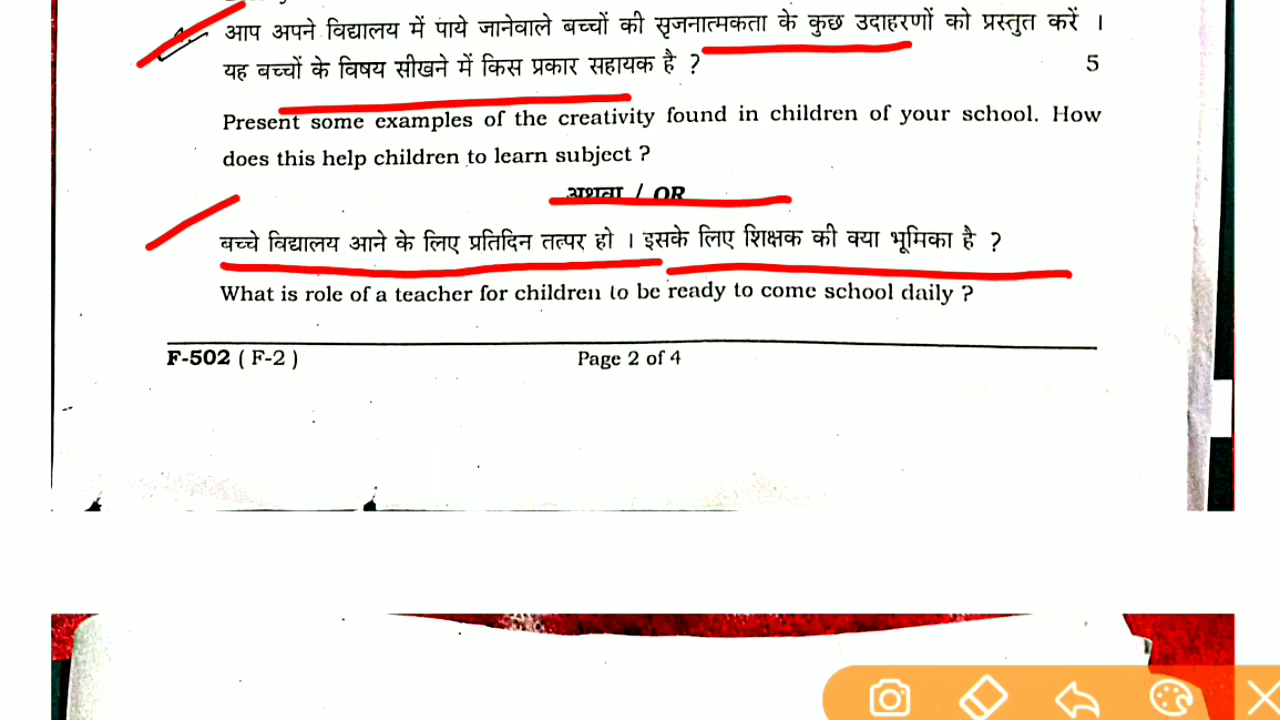 आप अपने विद्यालय में पाये जानेवाले बच्चों की सृजनात्मकता के कुछ उदाहरणों को प्रस्तुत करें ।
यह बच्चों के विषय सीखने में किस प्रकार सहायक है ? 5
Present some examples of the creativity found in children of your school. How
does this help children to learn subject ?
अथवा / OR
बच्चे विद्यालय आने के लिए प्रतिदिन तत्पर हो । इसके लिए शिक्षक की क्या भूमिका है ?
What is role of a teacher for children to be ready to come school daily ?
F-502 ( F-2 ) Page 2 of 4